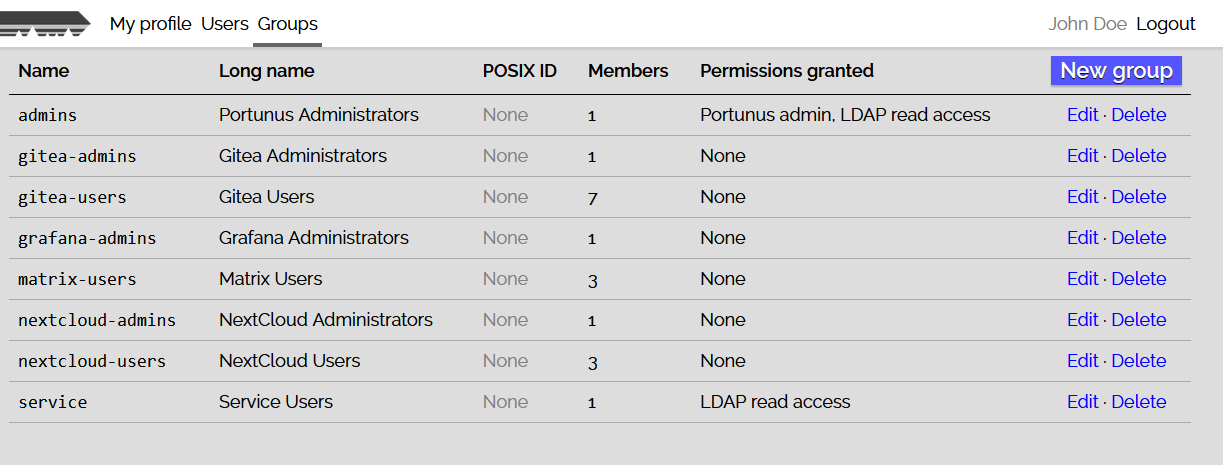 My profile Users Groups John Doe Logout
Name Long name POSIX ID Members Permissions granted New group
admins Portunus Administrators None 1 Portunus admin, LDAP read access Edit · Delete
gitea-admins Gitea Administrators None 1 None Edit · Delete
gitea-users Gitea Users None 7 None Edit · Delete
grafana-admins Grafana Administrators None 1 None Edit · Delete
matrix-users Matrix Users None 3 None Edit · Delete
nextcloud-admins NextCloud Administrators None 1 None Edit · Delete
nextcloud-users NextCloud Users None 3 None Edit · Delete
service Service Users None 1 LDAP read access Edit · Delete